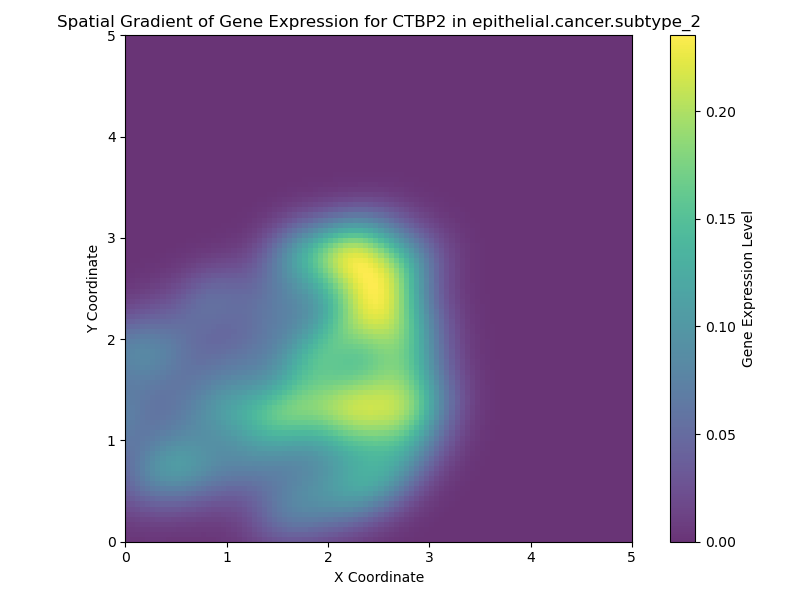 Spatial Gradient of Gene Expression for CTBP2 in epithelial.cancer.subtype_2
5
4
3
2
1
0
Y Coordinate
0 1 2 3 4 5
X Coordinate
0.20
0.15
0.10
0.05
0.00
Gene Expression Level